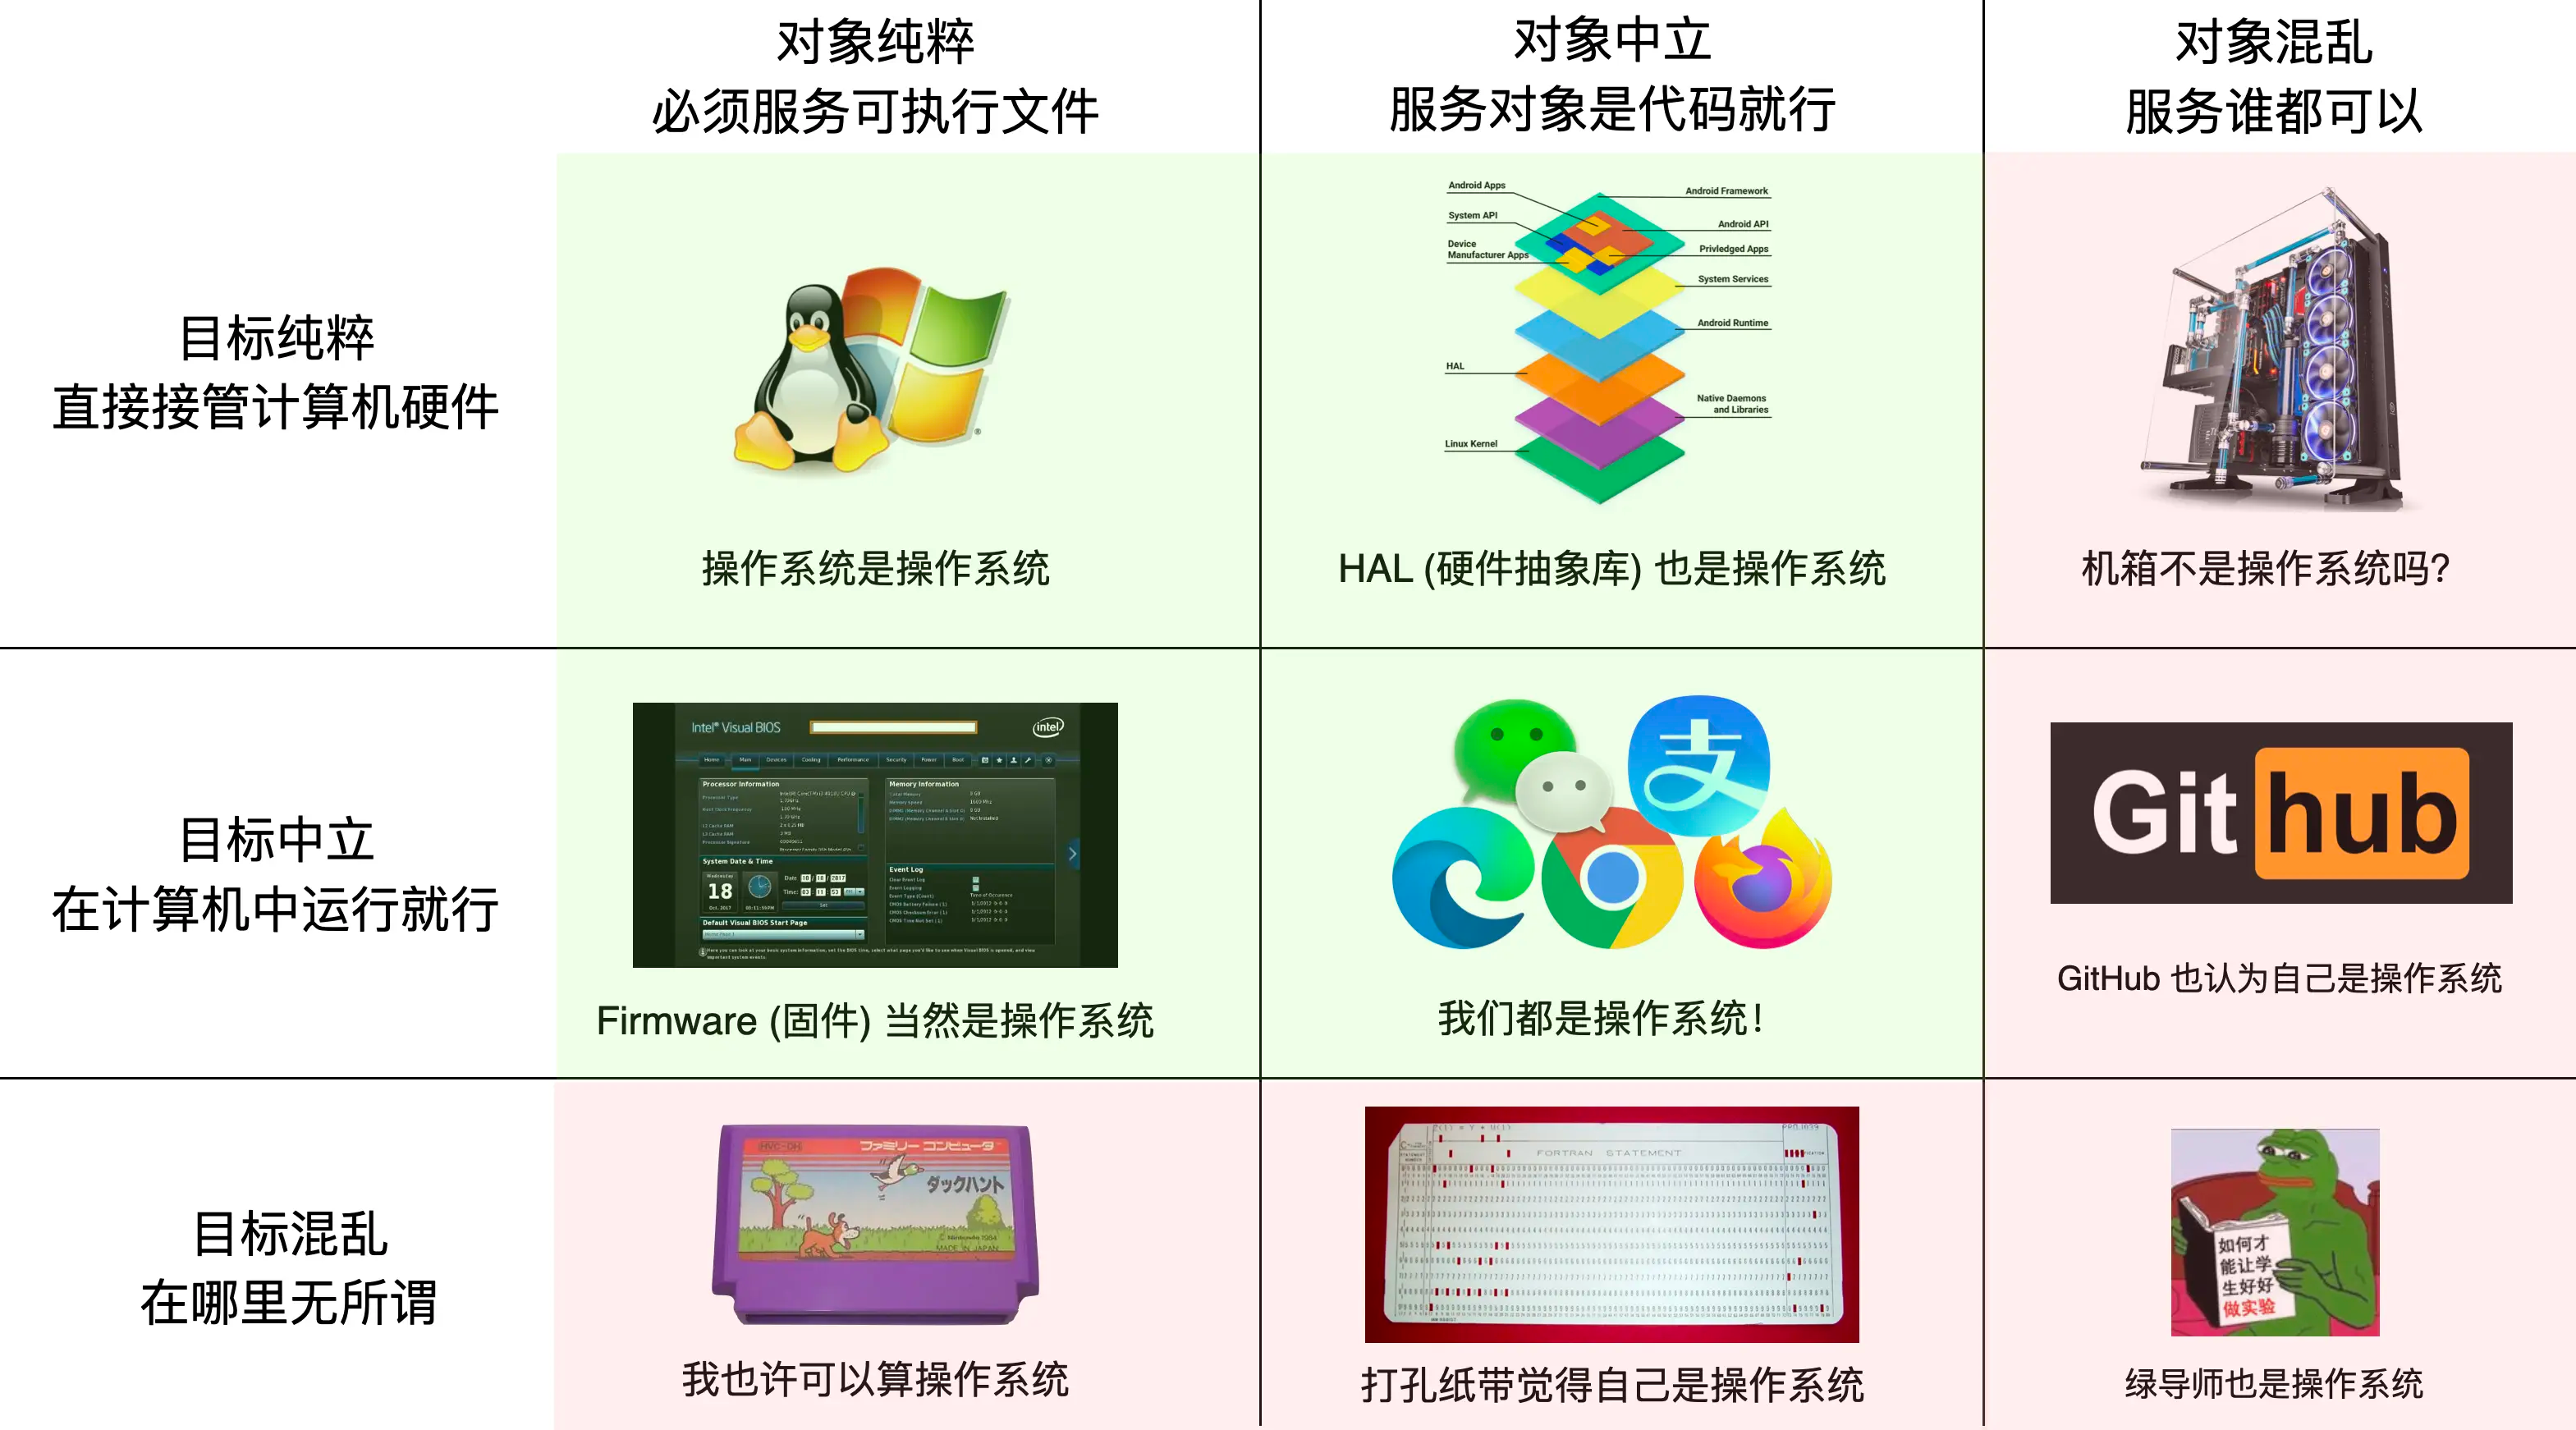 对象纯粹
必须服务可执行文件
对象中立
服务对象是代码就行
对象混乱
服务谁都可以
目标纯粹
直接接管计算机硬件
Android Apps
System API
Device
Manufacturer Apps
HAL
Linux Kernel
Android Framework
Android API
Priviledged Apps
System Services
Android Runtime
Native Daemons
and Libraries
操作系统是操作系统
HAL (硬件抽象库) 也是操作系统
机箱不是操作系统吗?
目标中立
在计算机中运行就行
Intel® Visual BIOS
intel
Home Main Devices Cooling Performance Security Power Boot
Processor Information
Processor Type
Memory Information
System Date & Time
Wednesday
18
Oct. 2017
Date:
Time:
Event Log
Clear Event Log
Event Logging
Default Visual BIOS Start Page
支
Git hub
Firmware (固件) 当然是操作系统
我们都是操作系统!
GitHub 也认为自己是操作系统
目标混乱
在哪里无所谓
HVC-DH
ファミリー コンピュータ
ダックハント
© Nintendo 1984
MADE IN JAPAN
FORTRAN STATEMENT
如何才
能让学
生好好
做实验
我也许可以算操作系统
打孔纸带觉得自己是操作系统
绿导师也是操作系统